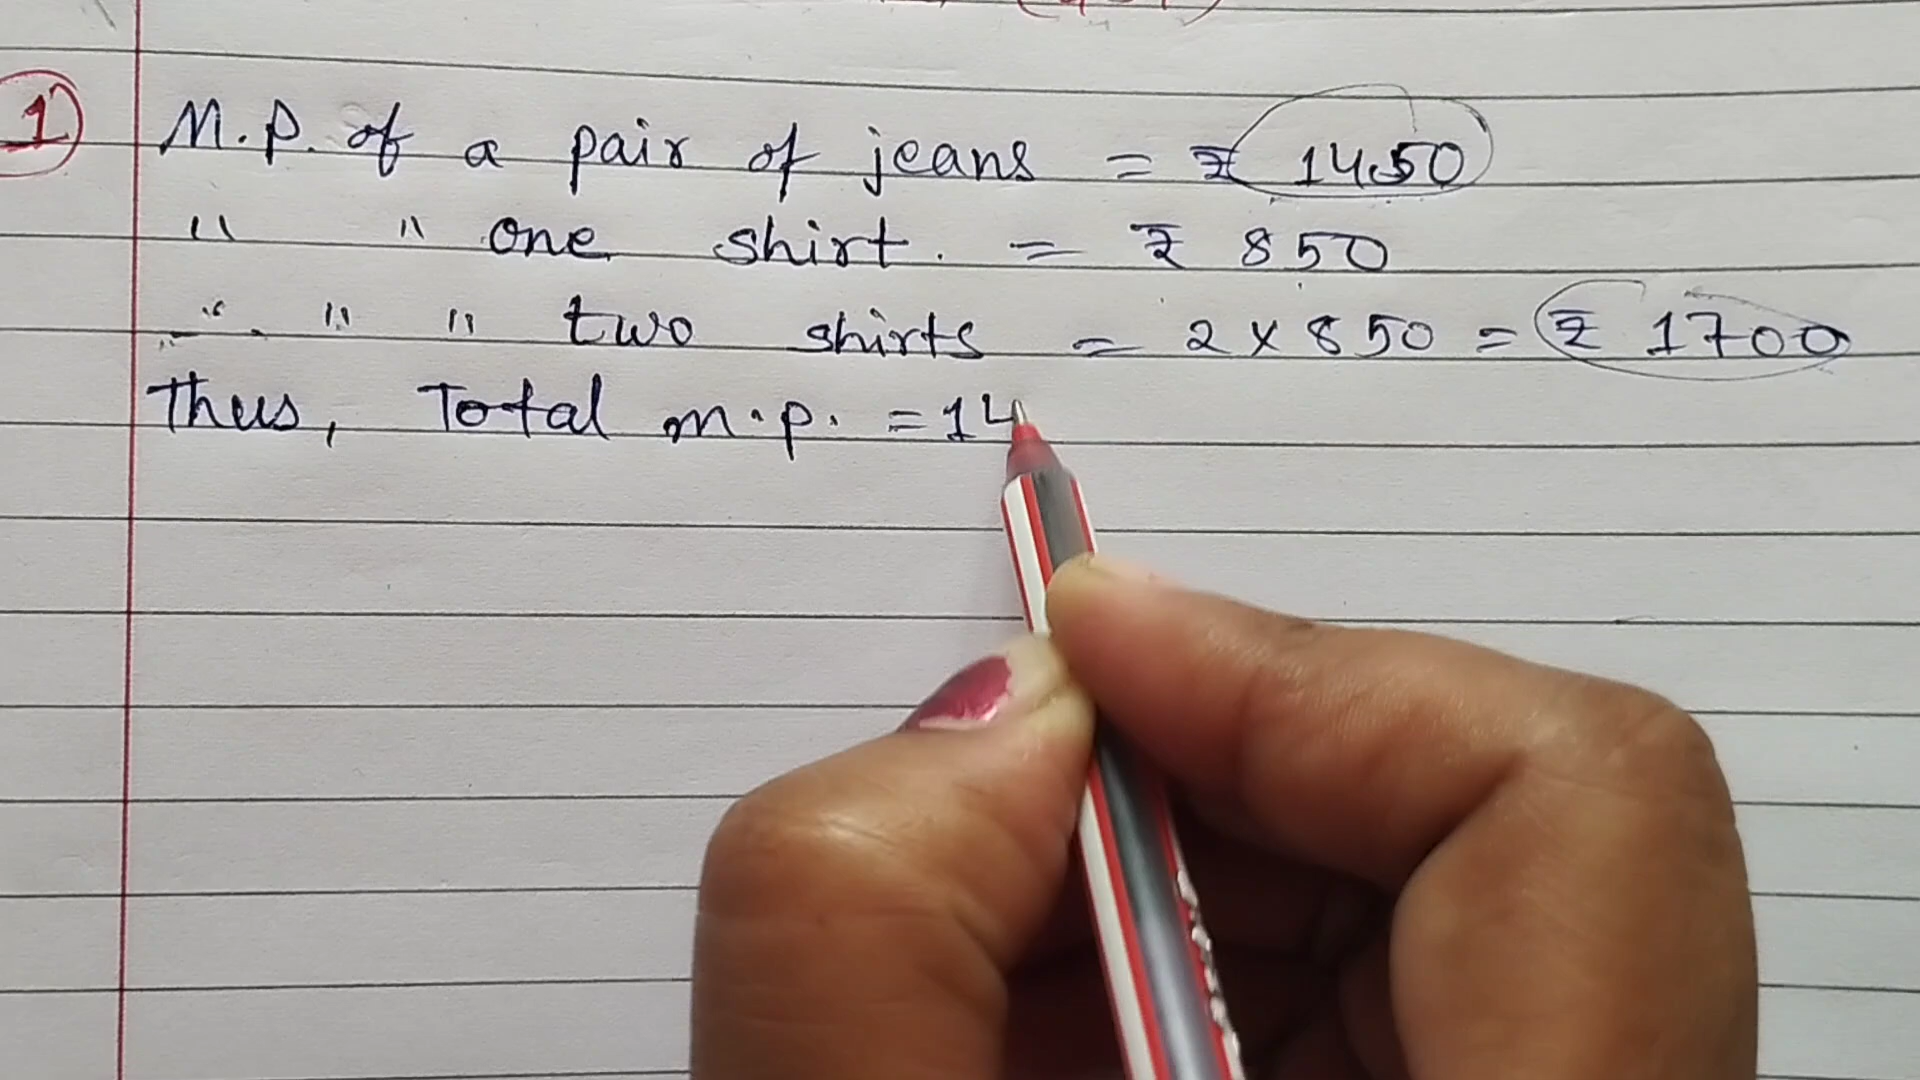 1 M.P. of a pair of jeans = ₹ 1450
" " one shirt. = ₹ 850
" " " two shirts = 2 x 850 = ₹ 1700
Thus, Total m.p. = 14